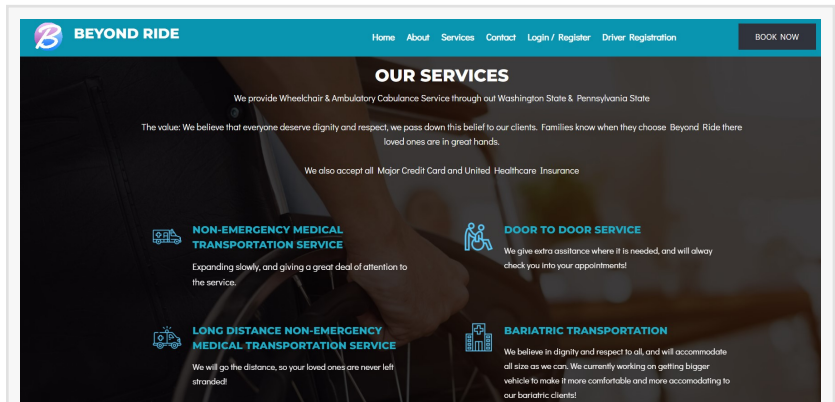 B
BEYOND RIDE
Home About Services Contact Login / Register Driver Registration
BOOK NOW
OUR SERVICES
We provide Wheelchair & Ambulatory Cabulance Service through out Washington State & Pennsylvania State
The value: We believe that everyone deserve dignity and respect, we pass down this belief to our clients. Families know when they choose Beyond Ride there
loved ones are in great hands.
We also accept all Major Credit Card and United Healthcare Insurance
NON-EMERGENCY MEDICAL
TRANSPORTATION SERVICE
Expanding slowly, and giving a great deal of attention to
the service.
DOOR TO DOOR SERVICE
We give extra assitance where it is needed, and will alway
check you into your appointments!
LONG DISTANCE NON-EMERGENCY
MEDICAL TRANSPORTATION SERVICE
We will go the distance, so your loved ones are never left
stranded!
BARIATRIC TRANSPORTATION
We believe in dignity and respect to all, and will accommodate
all size as we can. We currently working on getting bigger
vehicle to make it more comfortable and more accomodating to
our bariatric clients!